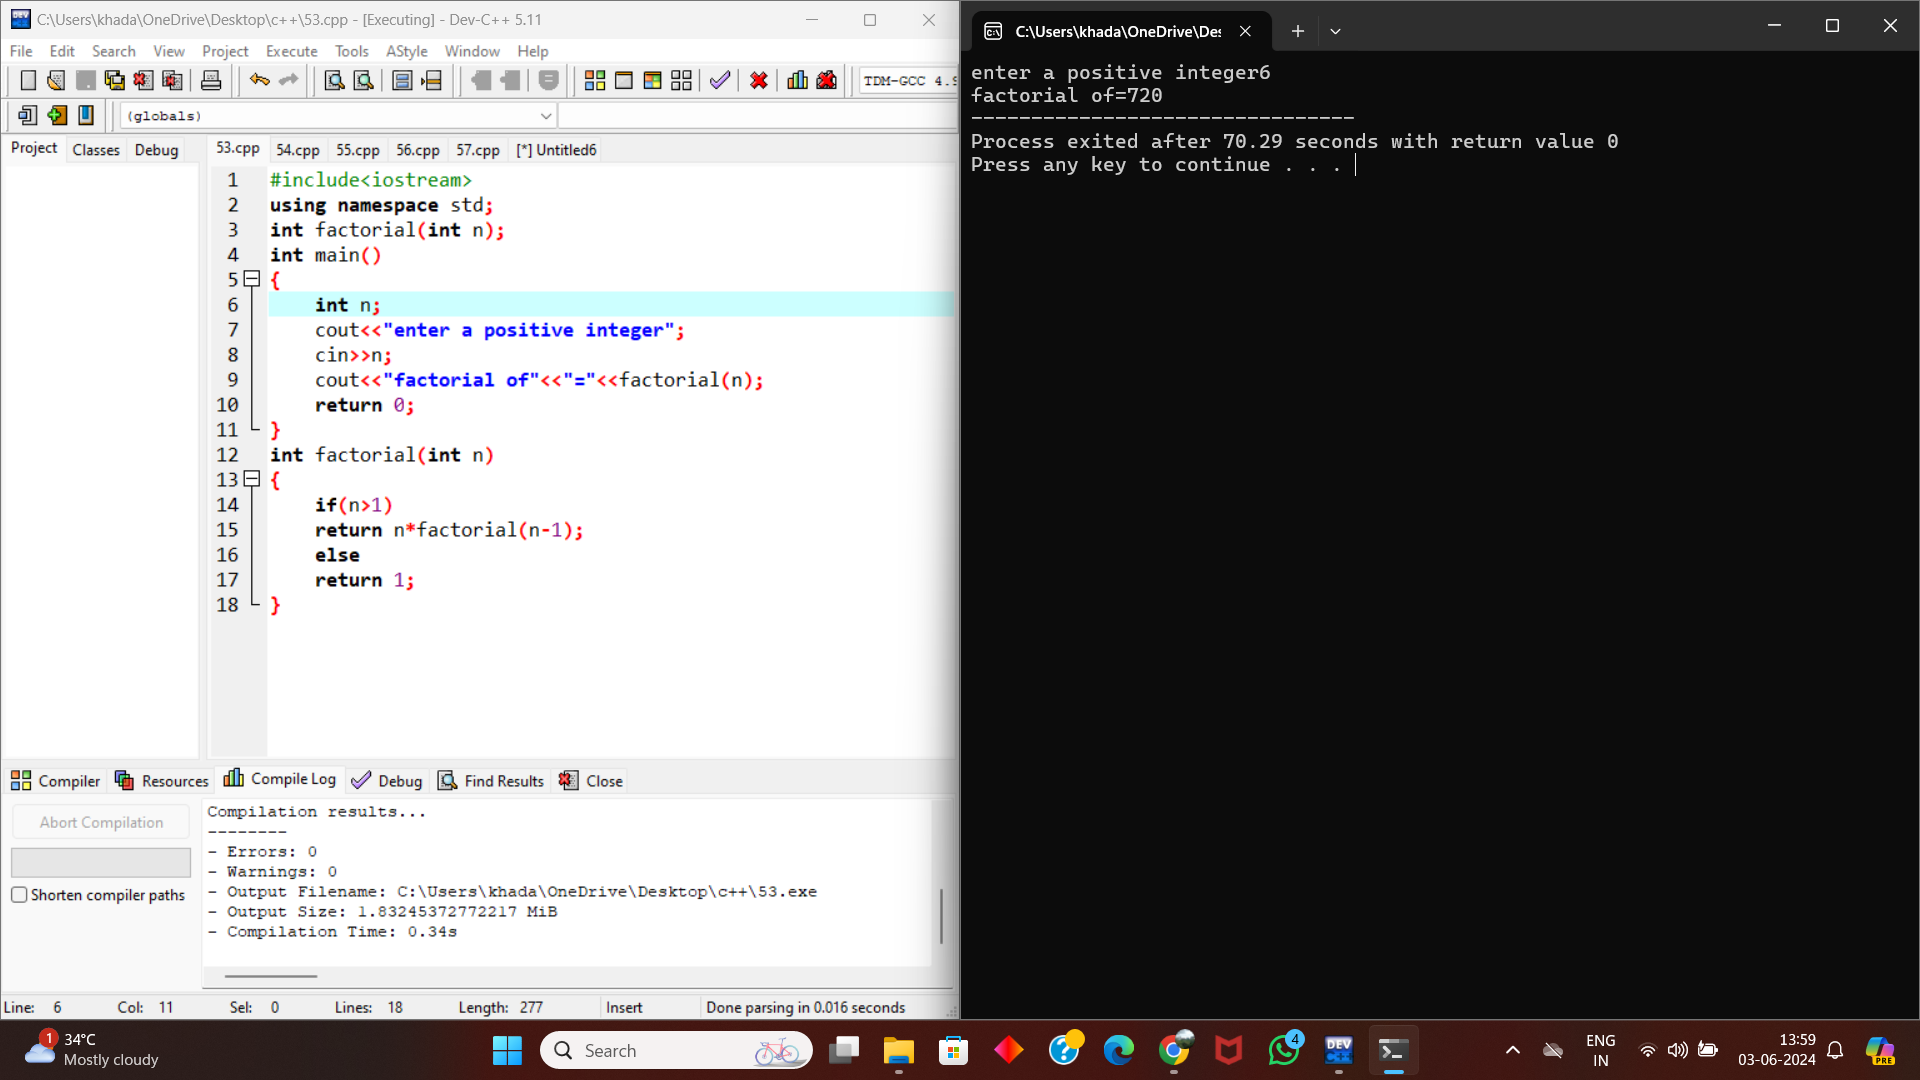 C:\Users\khada\OneDrive\Desktop\c++\53.cpp - [Executing] - Dev-C++ 5.11
File Edit Search View Project Execute Tools AStyle Window Help
TDM-GCC 4.9
(globals)
Project Classes Debug
53.cpp 54.cpp 55.cpp 56.cpp 57.cpp [*] Untitled6
1 #include<iostream>
2 using namespace std;
3 int factorial(int n);
4 int main()
5 {
6 int n;
7 cout<<"enter a positive integer";
8 cin>>n;
9 cout<<"factorial of"<<"="<<factorial(n);
10 return 0;
11 }
12 int factorial(int n)
13 {
14 if(n>1)
15 return n*factorial(n-1);
16 else
17 return 1;
18 }
Compiler Resources Compile Log Debug Find Results Close
Abort Compilation
Shorten compiler paths
Compilation results...
--------
- Errors: 0
- Warnings: 0
- Output Filename: C:\Users\khada\OneDrive\Desktop\c++\53.exe
- Output Size: 1.83245372772217 MiB
- Compilation Time: 0.34s
Line: 6 Col: 11 Sel: 0 Lines: 18 Length: 277 Insert Done parsing in 0.016 seconds
C:\Users\khada\OneDrive\Des
enter a positive integer6
factorial of=720
--------------------------------
Process exited after 70.29 seconds with return value 0
Press any key to continue . . .
1
34°C
Mostly cloudy
Search
4
DEV
C++
ENG
IN
13:59
03-06-2024
PRE